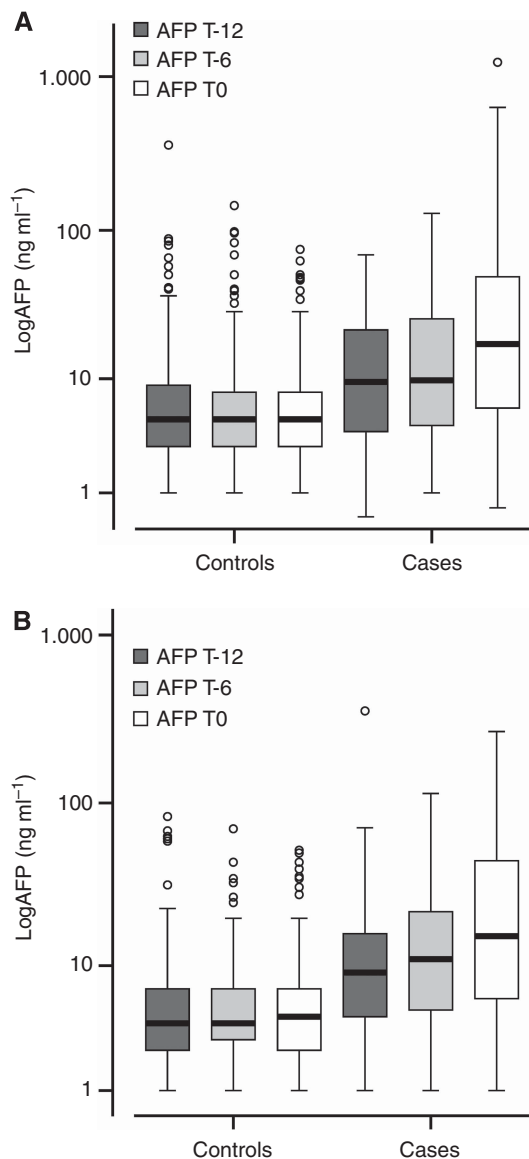 A
AFP T-12
AFP T-6
AFP T0
1.000
100
10
1
LogAFP (ng ml⁻¹)
Controls
Cases
B
1.000
AFP T-12
AFP T-6
AFP T0
100
10
1
LogAFP (ng ml⁻¹)
Controls
Cases